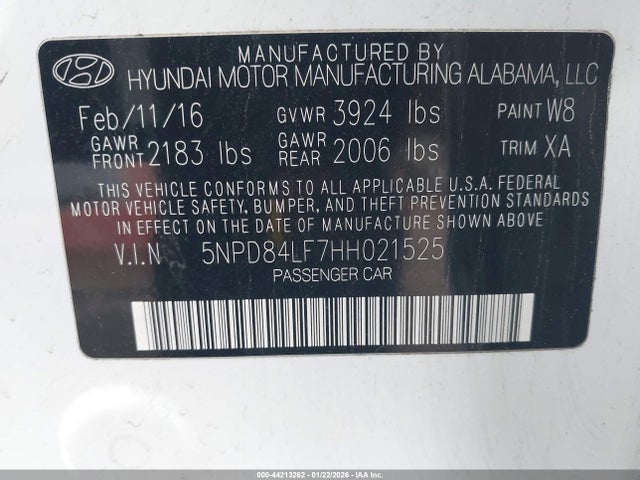 MANUFACTURED BY
HYUNDAI MOTOR MANUFACTURING ALABAMA, LLC
Feb/11/16 GVWR 3924 lbs PAINT W8
GAWR FRONT 2183 lbs GAWR REAR 2006 lbs TRIM XA
THIS VEHICLE CONFORMS TO ALL APPLICABLE U.S.A. FEDERAL
MOTOR VEHICLE SAFETY, BUMPER, AND THEFT PREVENTION STANDARDS
IN EFFECT ON THE DATE OF MANUFACTURE SHOWN ABOVE.
V.I.N 5NPD84LF7HH021525
PASSENGER CAR
000-44213262 - 01/22/2026 - IAAI.COM